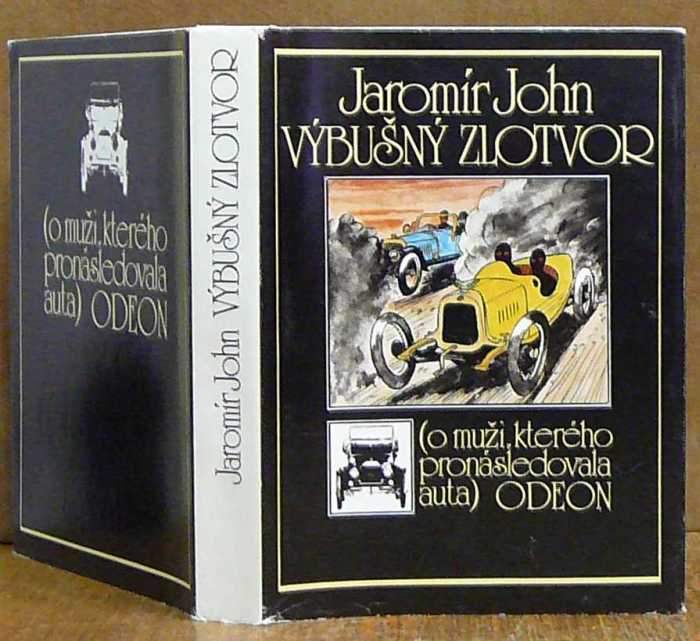 (o muži, kterého
pronásledovala
auta) ODEON
Jaromír John VÝBUŠNÝ ZLOTVOR
Jaromír John
VÝBUŠNÝ ZLOTVOR
(o muži, kterého
pronásledovala
auta) ODEON